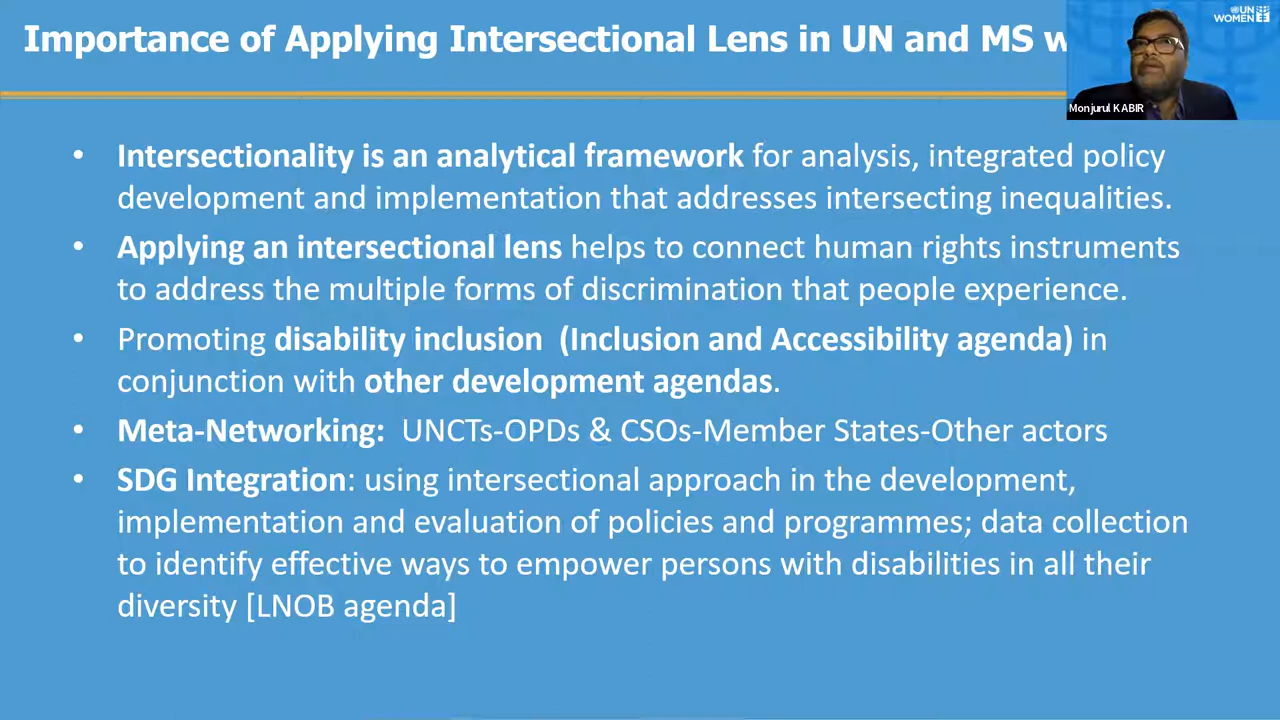 Importance of Applying Intersectional Lens in UN and MS w
UN
WOMEN
Monjurul KABIR
• Intersectionality is an analytical framework for analysis, integrated policy
development and implementation that addresses intersecting inequalities.
• Applying an intersectional lens helps to connect human rights instruments
to address the multiple forms of discrimination that people experience.
• Promoting disability inclusion (Inclusion and Accessibility agenda) in
conjunction with other development agendas.
• Meta-Networking: UNCTs-OPDs & CSOs-Member States-Other actors
• SDG Integration: using intersectional approach in the development,
implementation and evaluation of policies and programmes; data collection
to identify effective ways to empower persons with disabilities in all their
diversity [LNOB agenda]